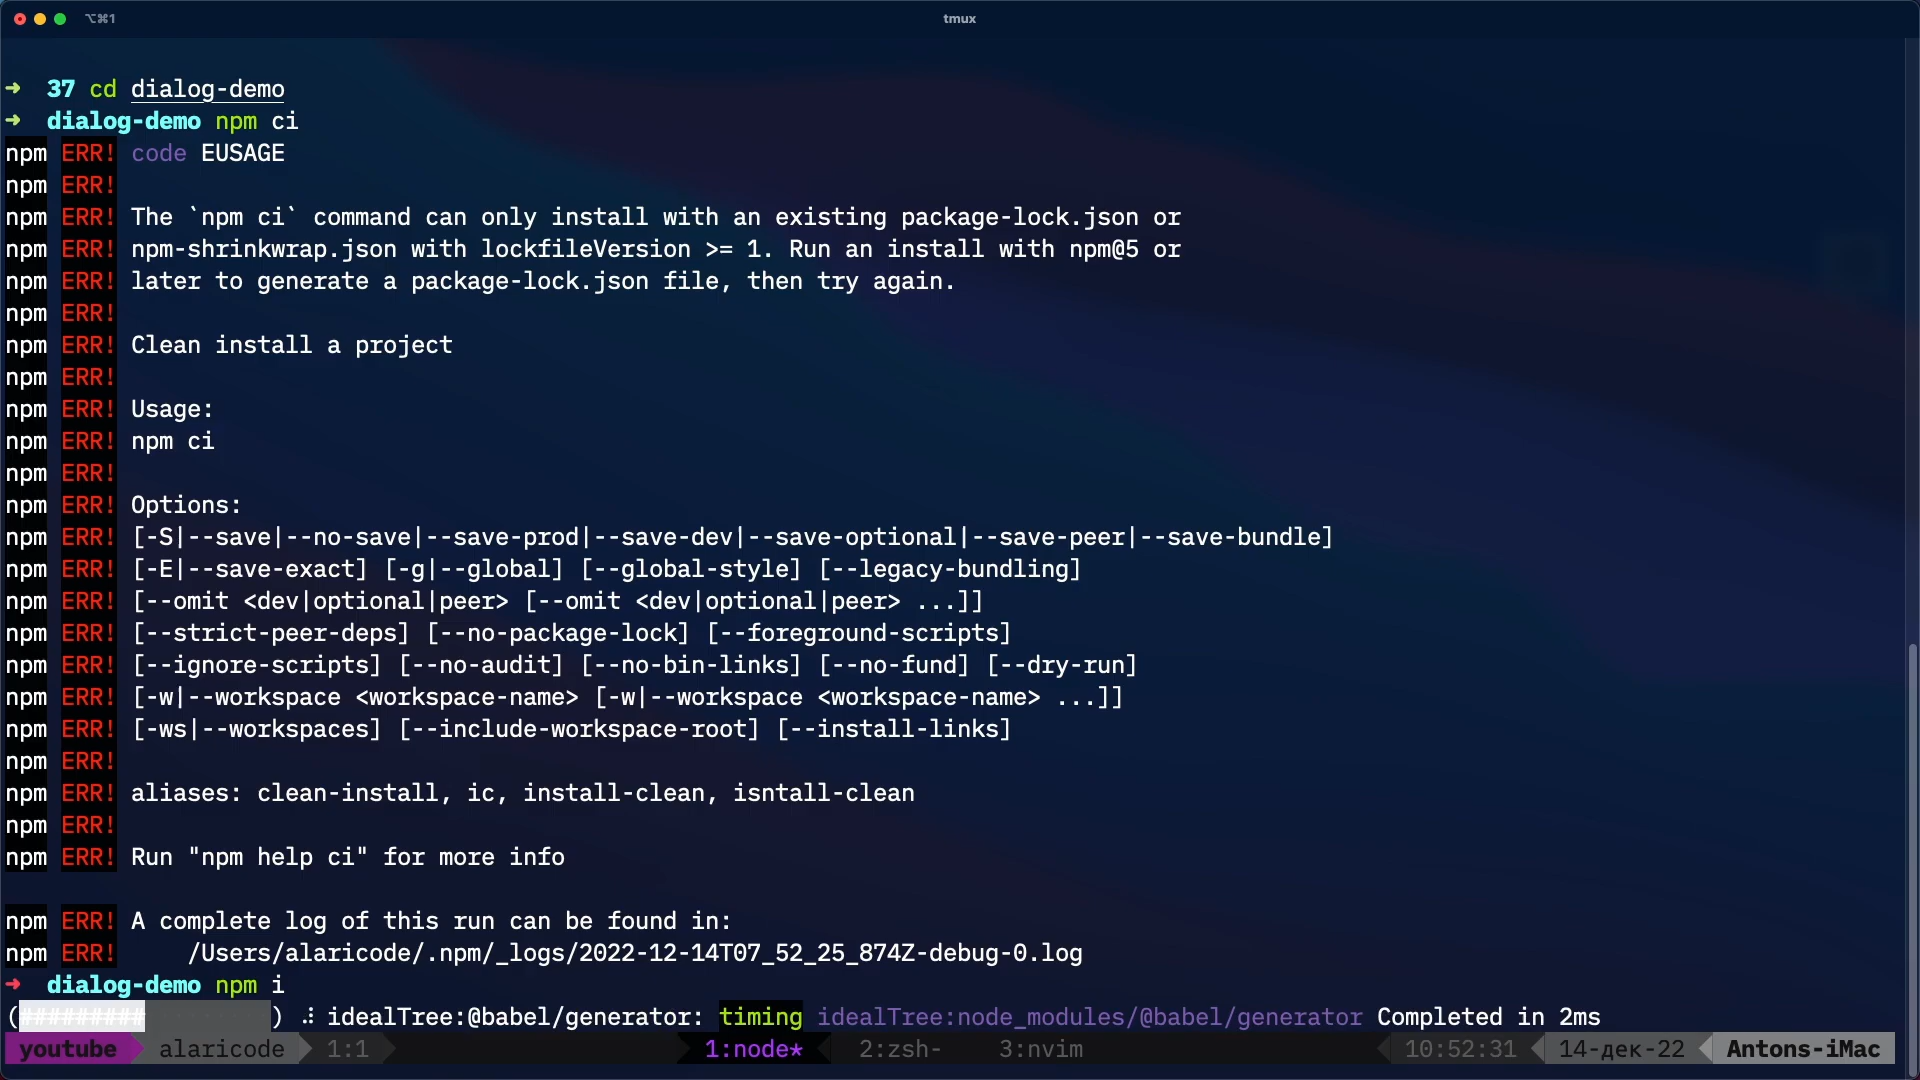 ⌥⌘1
tmux
➜ 37 cd dialog-demo
➜ dialog-demo npm ci
npm ERR! code EUSAGE
npm ERR!
npm ERR! The `npm ci` command can only install with an existing package-lock.json or
npm ERR! npm-shrinkwrap.json with lockfileVersion >= 1. Run an install with npm@5 or
npm ERR! later to generate a package-lock.json file, then try again.
npm ERR!
npm ERR! Clean install a project
npm ERR!
npm ERR! Usage:
npm ERR! npm ci
npm ERR!
npm ERR! Options:
npm ERR! [-S|--save|--no-save|--save-prod|--save-dev|--save-optional|--save-peer|--save-bundle]
npm ERR! [-E|--save-exact] [-g|--global] [--global-style] [--legacy-bundling]
npm ERR! [--omit <dev|optional|peer> [--omit <dev|optional|peer> ...]]
npm ERR! [--strict-peer-deps] [--no-package-lock] [--foreground-scripts]
npm ERR! [--ignore-scripts] [--no-audit] [--no-bin-links] [--no-fund] [--dry-run]
npm ERR! [-w|--workspace <workspace-name> [-w|--workspace <workspace-name> ...]]
npm ERR! [-ws|--workspaces] [--include-workspace-root] [--install-links]
npm ERR!
npm ERR! aliases: clean-install, ic, install-clean, isntall-clean
npm ERR!
npm ERR! Run "npm help ci" for more info
npm ERR! A complete log of this run can be found in:
npm ERR!     /Users/alaricode/.npm/_logs/2022-12-14T07_52_25_874Z-debug-0.log
➜ dialog-demo npm i
(#########         ) ⠼ idealTree:@babel/generator: timing idealTree:node_modules/@babel/generator Completed in 2ms
youtube alaricode 1:1 1:node* 2:zsh- 3:nvim 10:52:31 14-дек-22 Antons-iMac